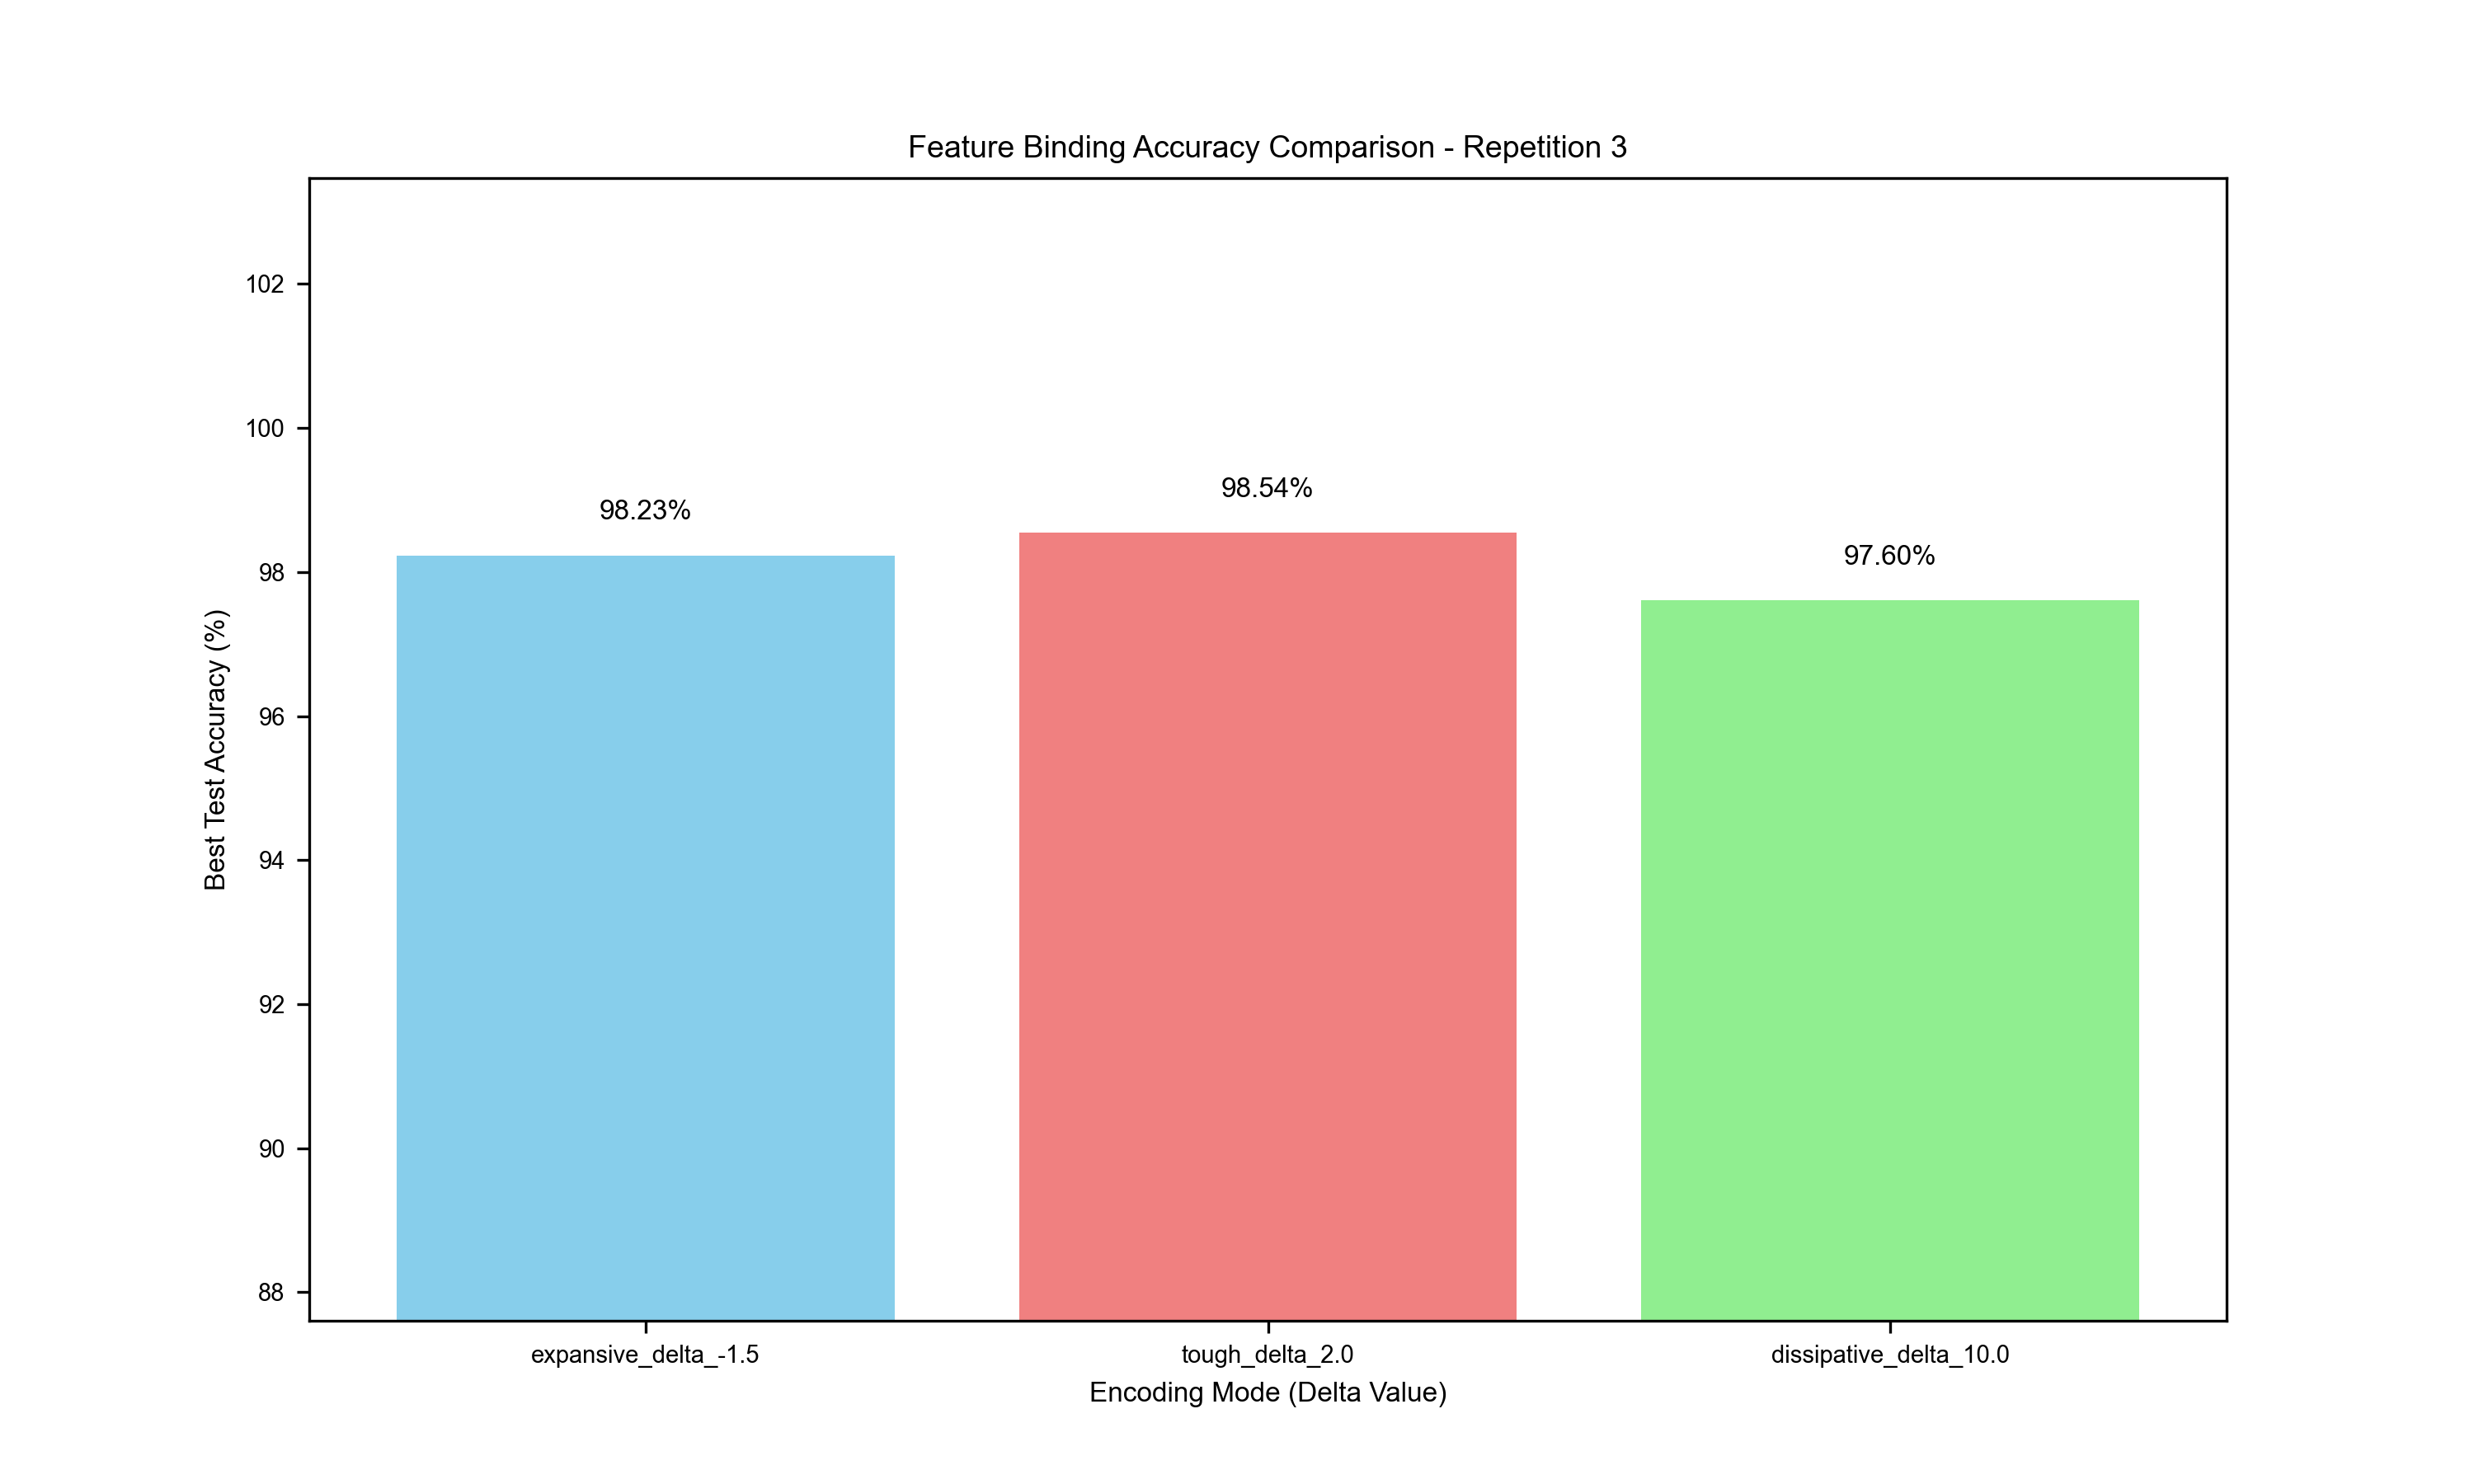 Feature Binding Accuracy Comparison - Repetition 3
102
100
98
96
94
92
90
88
Best Test Accuracy (%)
98.23%
98.54%
97.60%
expansive_delta_-1.5
tough_delta_2.0
dissipative_delta_10.0
Encoding Mode (Delta Value)